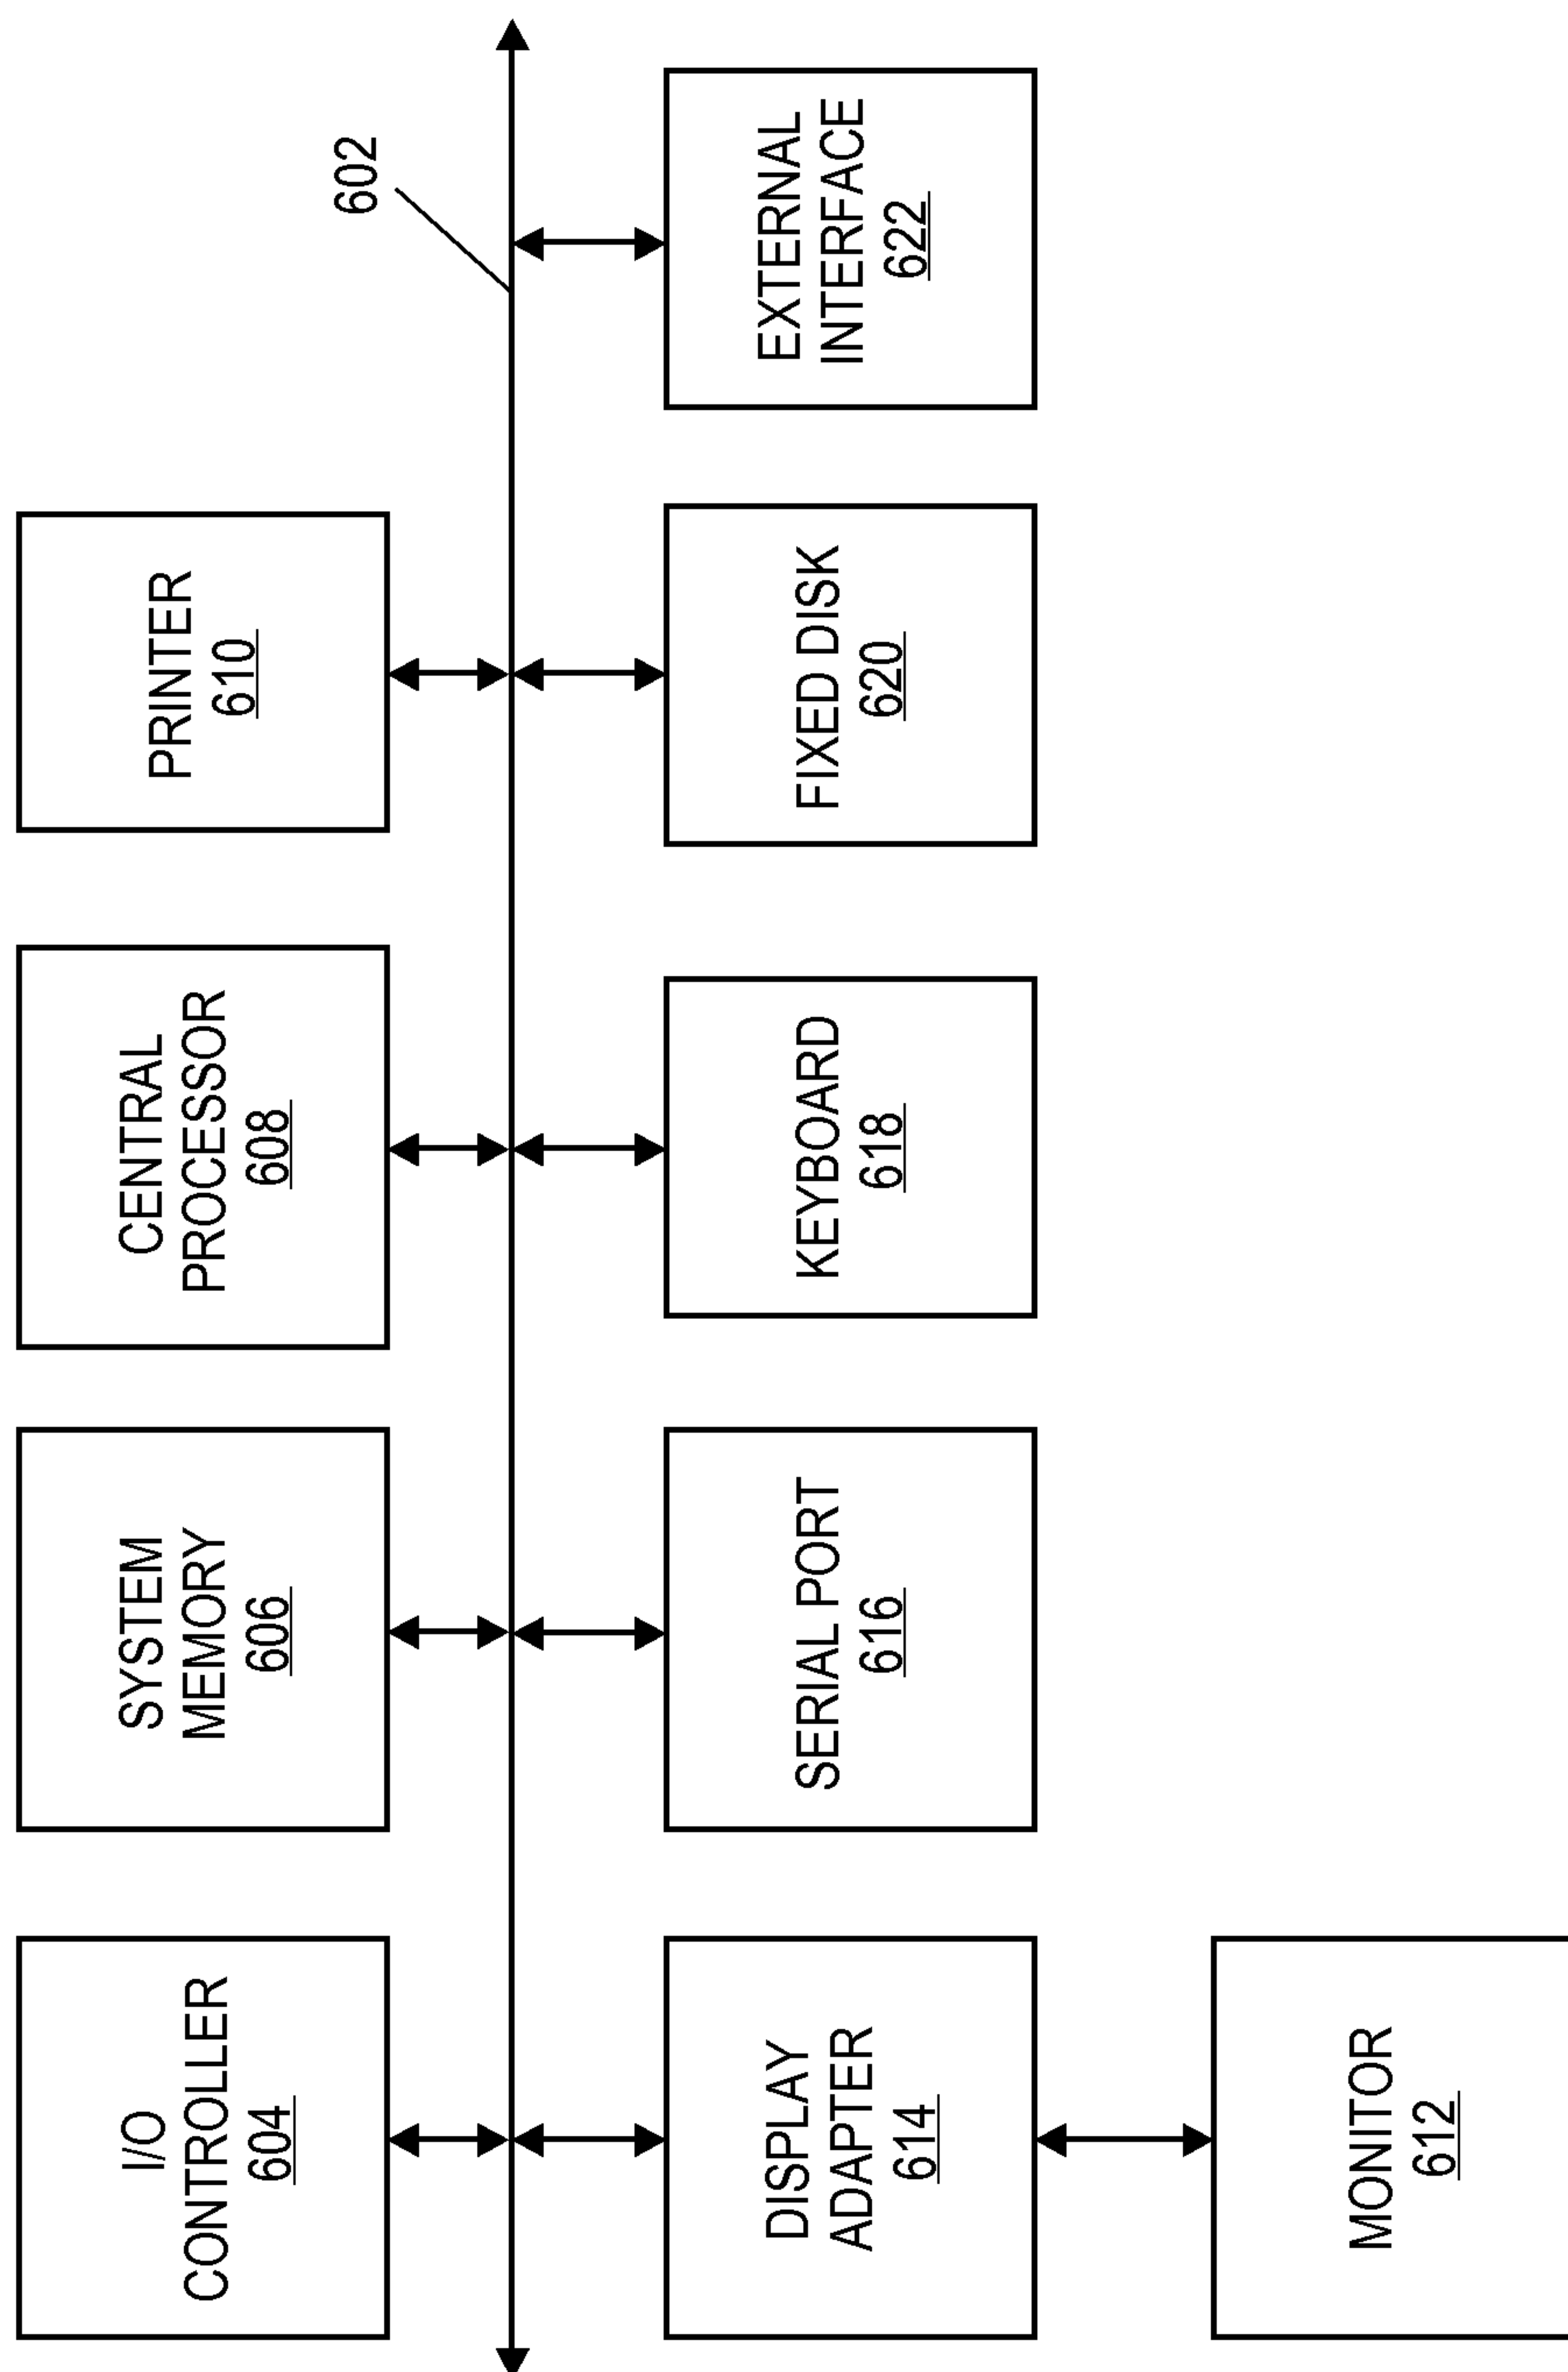 602
I/O
CONTROLLER
604
SYSTEM
MEMORY
606
CENTRAL
PROCESSOR
608
PRINTER
610
DISPLAY
ADAPTER
614
SERIAL PORT
616
KEYBOARD
618
FIXED DISK
620
EXTERNAL
INTERFACE
622
MONITOR
612